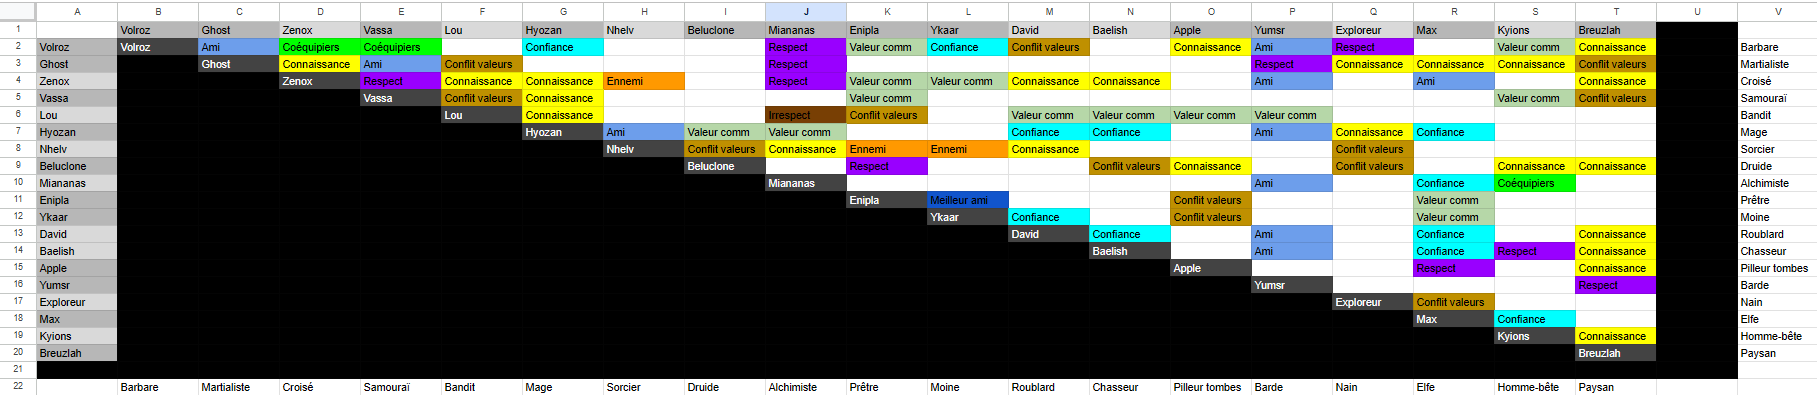 A B C D E F G H I J K L M N O P Q R S T U V
1 Volroz Ghost Zenox Vassa Lou Hyozan Nhelv Beluclone Miananas Enipla Ykaar David Baelish Apple Yumsr Exploreur Max Kyions Breuzlah
2 Volroz Volroz Ami Coéquipiers Coéquipiers Confiance Respect Valeur comm Confiance Conflit valeurs Connaissance Ami Respect Valeur comm Connaissance Barbare
3 Ghost Ghost Connaissance Ami Conflit valeurs Respect Respect Connaissance Connaissance Connaissance Conflit valeurs Martialiste
4 Zenox Zenox Respect Connaissance Connaissance Ennemi Respect Valeur comm Valeur comm Connaissance Connaissance Ami Ami Connaissance Croisé
5 Vassa Vassa Conflit valeurs Connaissance Valeur comm Valeur comm Conflit valeurs Samouraï
6 Lou Lou Connaissance Irrespect Conflit valeurs Valeur comm Valeur comm Valeur comm Valeur comm Bandit
7 Hyozan Hyozan Ami Valeur comm Valeur comm Confiance Confiance Ami Connaissance Confiance Mage
8 Nhelv Nhelv Conflit valeurs Connaissance Ennemi Ennemi Connaissance Conflit valeurs Sorcier
9 Beluclone Beluclone Respect Conflit valeurs Connaissance Conflit valeurs Connaissance Connaissance Druide
10 Miananas Miananas Ami Confiance Coéquipiers Alchimiste
11 Enipla Enipla Meilleur ami Conflit valeurs Valeur comm Prêtre
12 Ykaar Ykaar Confiance Conflit valeurs Valeur comm Moine
13 David David Confiance Ami Confiance Connaissance Roublard
14 Baelish Baelish Ami Confiance Respect Connaissance Chasseur
15 Apple Apple Respect Connaissance Pilleur tombes
16 Yumsr Yumsr Respect Barde
17 Exploreur Exploreur Conflit valeurs Nain
18 Max Max Confiance Elfe
19 Kyions Kyions Connaissance Homme-bête
20 Breuzlah Breuzlah Paysan
21
22 Barbare Martialiste Croisé Samouraï Bandit Mage Sorcier Druide Alchimiste Prêtre Moine Roublard Chasseur Pilleur tombes Barde Nain Elfe Homme-bête Paysan